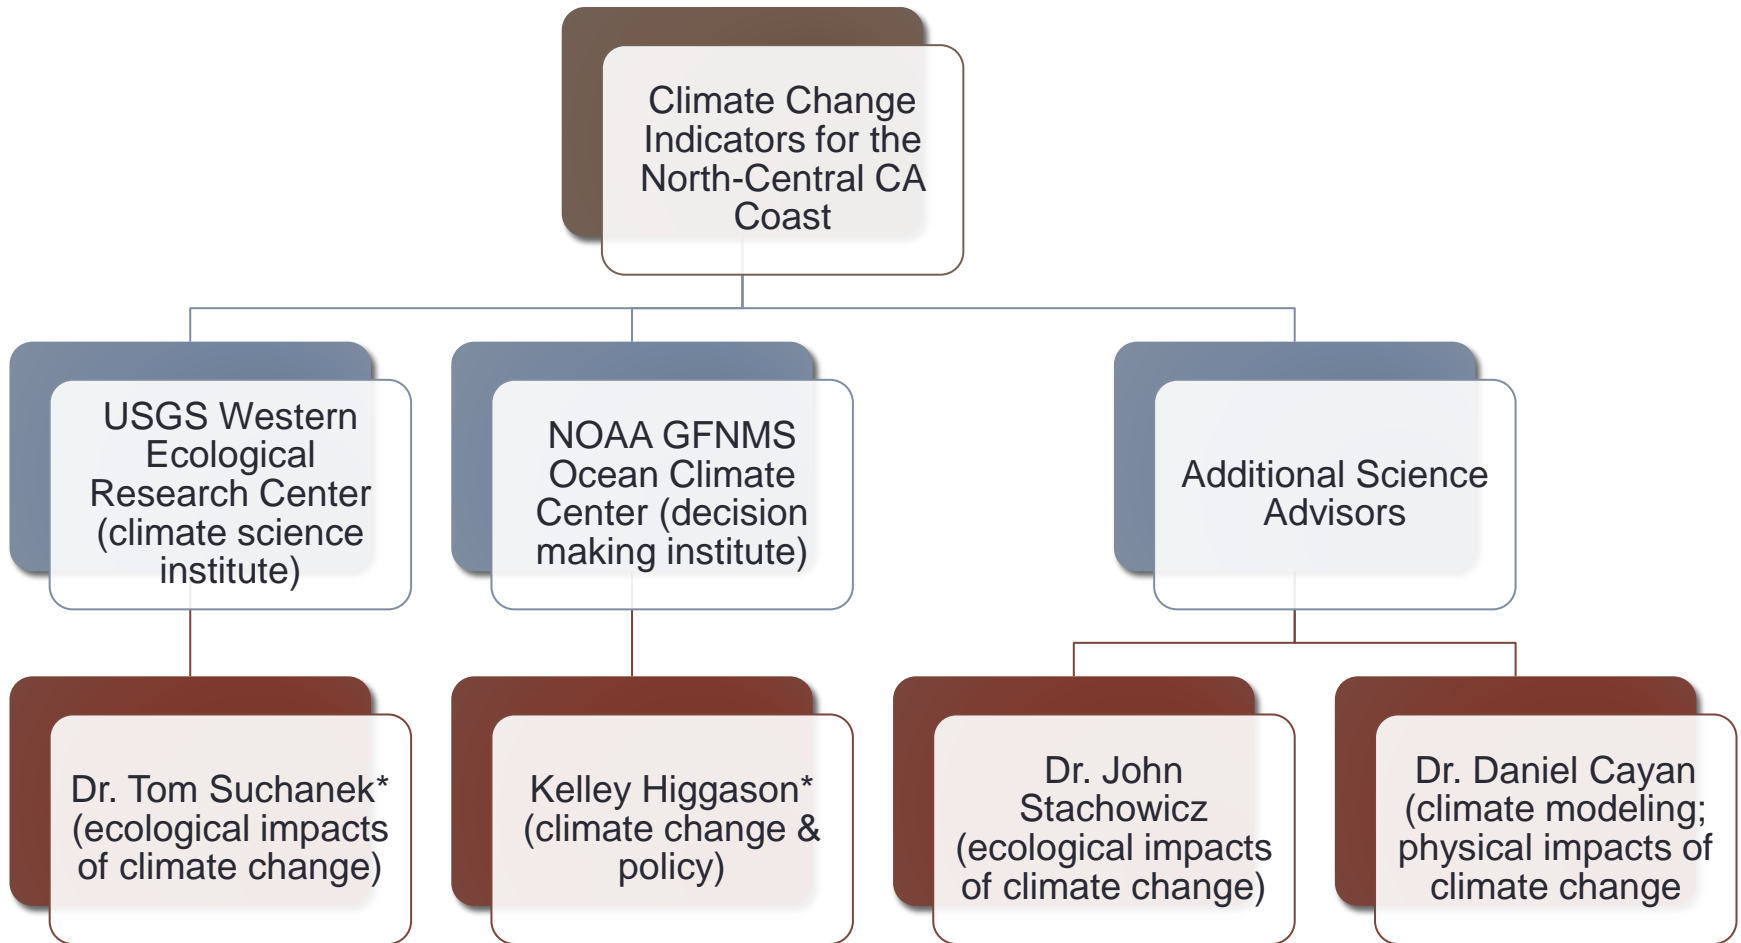 Climate Change
Indicators for the
North-Central CA
Coast
USGS Western
Ecological
Research Center
(climate science
institute)
NOAA GFNMS
Ocean Climate
Center (decision
making institute)
Additional Science
Advisors
Dr. Tom Suchanek*
(ecological impacts
of climate change)
Kelley Higgason*
(climate change &
policy)
Dr. John
Stachowicz
(ecological impacts
of climate change)
Dr. Daniel Cayan
(climate modeling;
physical impacts of
climate change